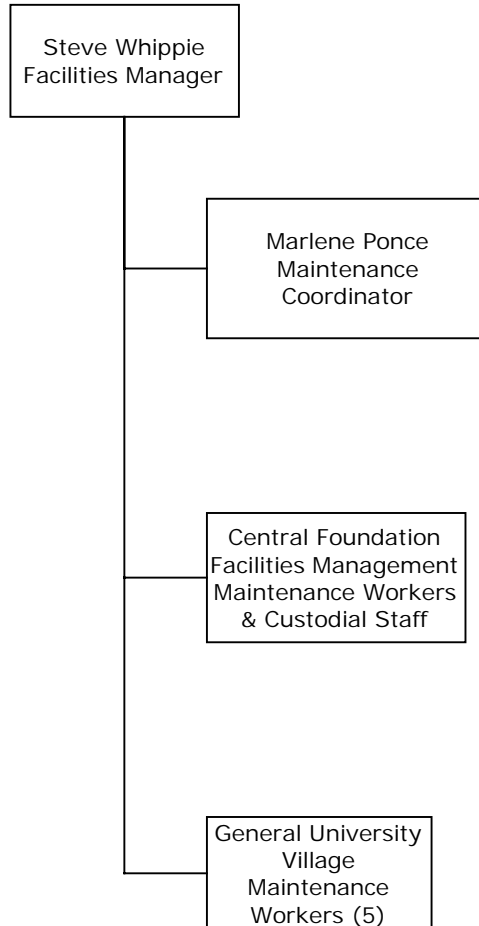 Steve Whippie
Facilities Manager
Marlene Ponce
Maintenance
Coordinator
Central Foundation
Facilities Management
Maintenance Workers
& Custodial Staff
General University
Village
Maintenance
Workers (5)